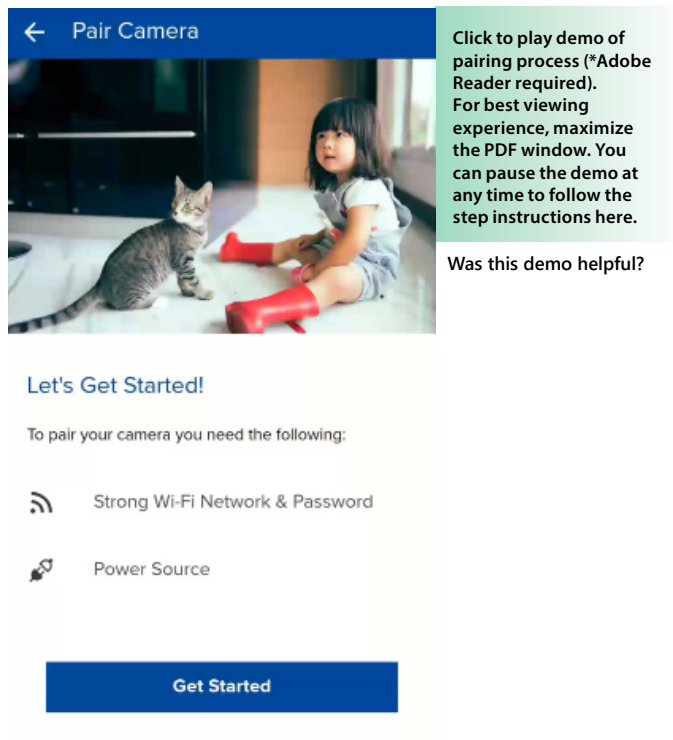 Pair Camera
Click to play demo of
pairing process (*Adobe
Reader required).
For best viewing
experience, maximize
the PDF window. You
can pause the demo at
any time to follow the
step instructions here.
Was this demo helpful?
Let's Get Started!
To pair your camera you need the following:
Strong Wi-Fi Network & Password
Power Source
Get Started